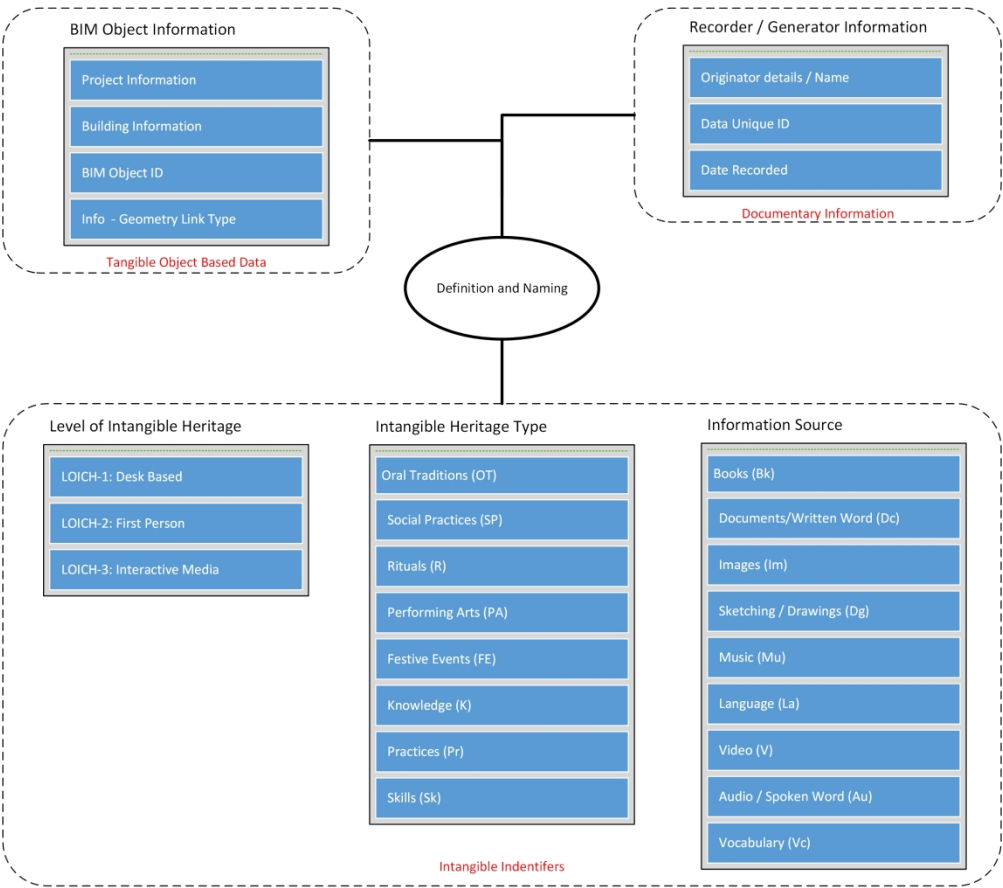 BIM Object Information
Project Information
Building Information
BIM Object ID
Info - Geometry Link Type
Tangible Object Based Data
Recorder / Generator Information
Originator details / Name
Data Unique ID
Date Recorded
Documentary Information
Definition and Naming
Level of Intangible Heritage
LOICH-1: Desk Based
LOICH-2: First Person
LOICH-3: Interactive Media
Intangible Heritage Type
Oral Traditions (OT)
Social Practices (SP)
Rituals (R)
Performing Arts (PA)
Festive Events (FE)
Knowledge (K)
Practices (Pr)
Skills (Sk)
Information Source
Books (Bk)
Documents/Written Word (Dc)
Images (Im)
Sketching / Drawings (Dg)
Music (Mu)
Language (La)
Video (V)
Audio / Spoken Word (Au)
Vocabulary (Vc)
Intangible Indentifers